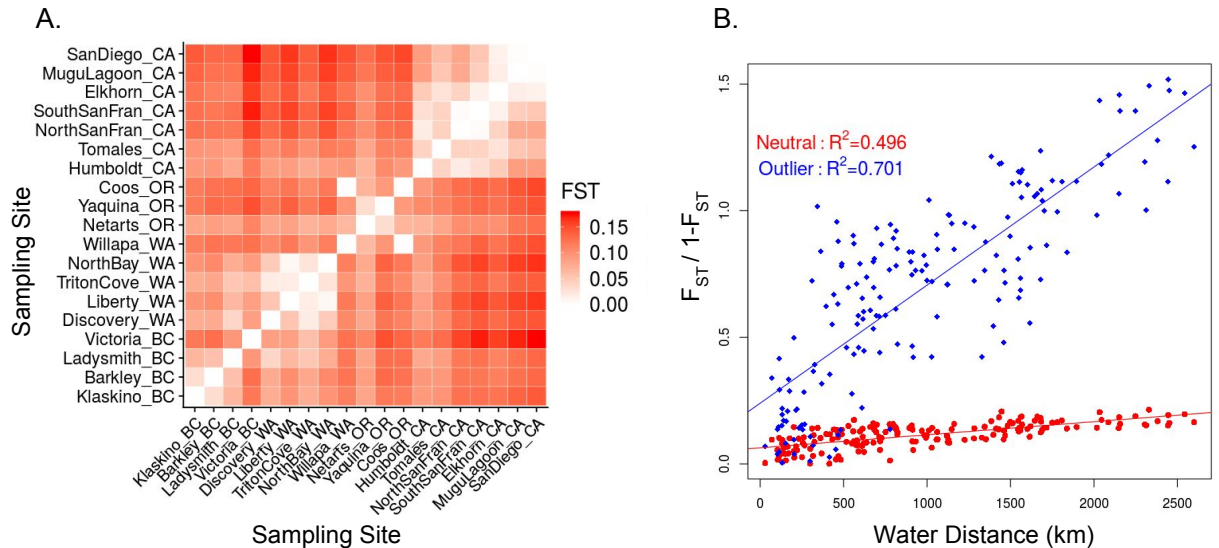 A.
Sampling Site
SanDiego_CA
MuguLagoon_CA
Elkhorn_CA
SouthSanFran_CA
NorthSanFran_CA
Tomales_CA
Humboldt_CA
Coos_OR
Yaquina_OR
Netarts_OR
Willapa_WA
NorthBay_WA
TritonCove_WA
Liberty_WA
Discovery_WA
Victoria_BC
Ladysmith_BC
Barkley_BC
Klaskino_BC
Klaskino_BC
Barkley_BC
Ladysmith_BC
Victoria_BC
Discovery_WA
Liberty_WA
TritonCove_WA
NorthBay_WA
Willapa_WA
Netarts_OR
Yaquina_OR
Coos_OR
Humboldt_CA
Tomales_CA
NorthSanFran_CA
SouthSanFran_CA
Elkhorn_CA
MuguLagoon_CA
SanDiego_CA
Sampling Site
FST
0.15
0.10
0.05
0.00
B.
F_ST / 1-F_ST
1.5
1.0
0.5
0.0
Neutral : R²=0.496
Outlier : R²=0.701
0 500 1000 1500 2000 2500
Water Distance (km)